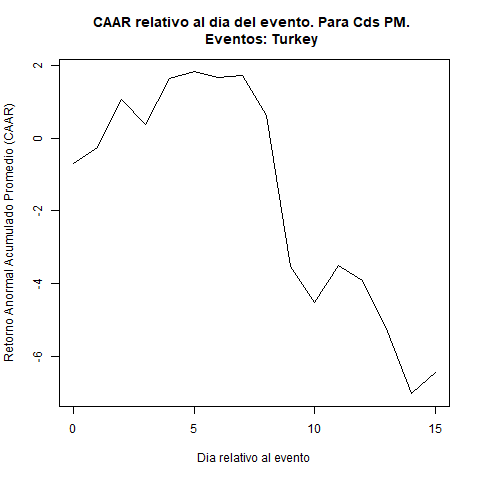 CAAR relativo al dia del evento. Para Cds PM.
Eventos: Turkey
Retorno Anormal Acumulado Promedio (CAAR)
2
0
-2
-4
-6
0 5 10 15
Dia relativo al evento